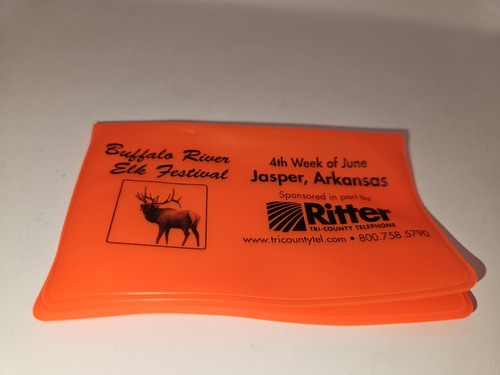 Buffalo River
Elk Festival
4th Week of June
Jasper, Arkansas
Sponsored in part by
Ritter
TRI-COUNTY TELEPHONE
www.tricountytel.com • 800.758.5790